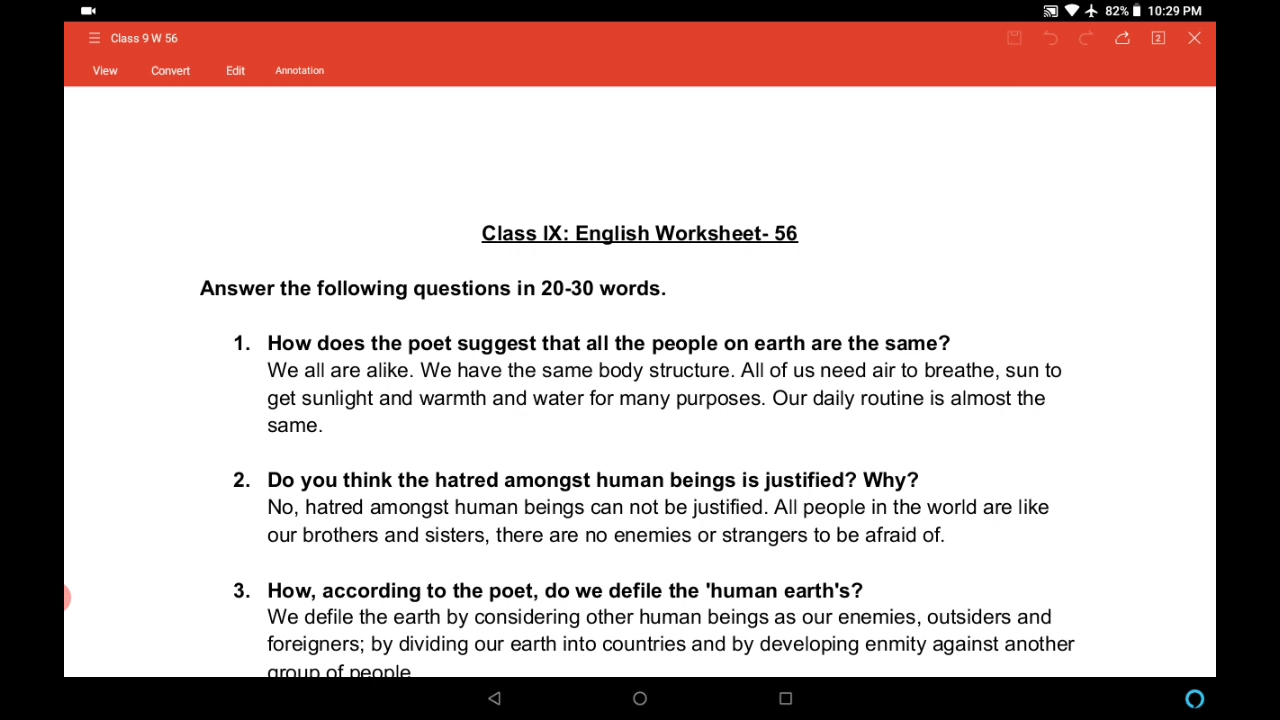 82% 10:29 PM
Class 9 W 56
2
View Convert Edit Annotation
Class IX: English Worksheet- 56
Answer the following questions in 20-30 words.
1. How does the poet suggest that all the people on earth are the same?
We all are alike. We have the same body structure. All of us need air to breathe, sun to
get sunlight and warmth and water for many purposes. Our daily routine is almost the
same.
2. Do you think the hatred amongst human beings is justified? Why?
No, hatred amongst human beings can not be justified. All people in the world are like
our brothers and sisters, there are no enemies or strangers to be afraid of.
3. How, according to the poet, do we defile the 'human earth's?
We defile the earth by considering other human beings as our enemies, outsiders and
foreigners; by dividing our earth into countries and by developing enmity against another
group of people